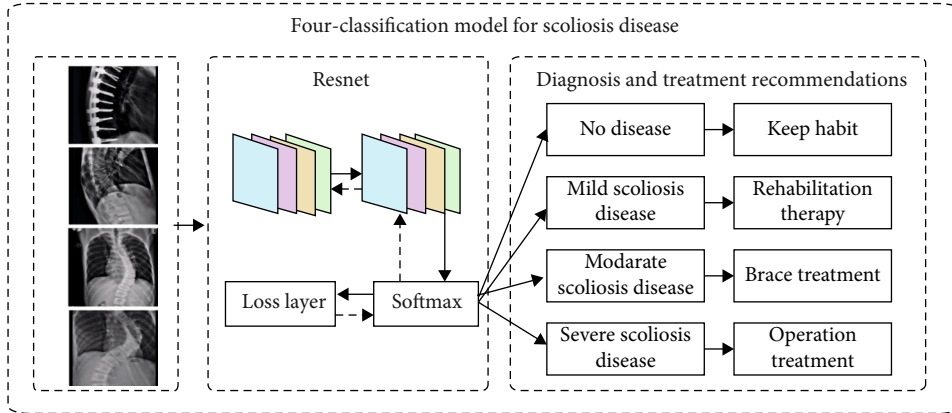 Four-classification model for scoliosis disease
Resnet
Loss layer
Softmax
Diagnosis and treatment recommendations
No disease
Keep habit
Mild scoliosis
disease
Rehabilitation
therapy
Modarate
scoliosis disease
Brace treatment
Severe scoliosis
disease
Operation
treatment